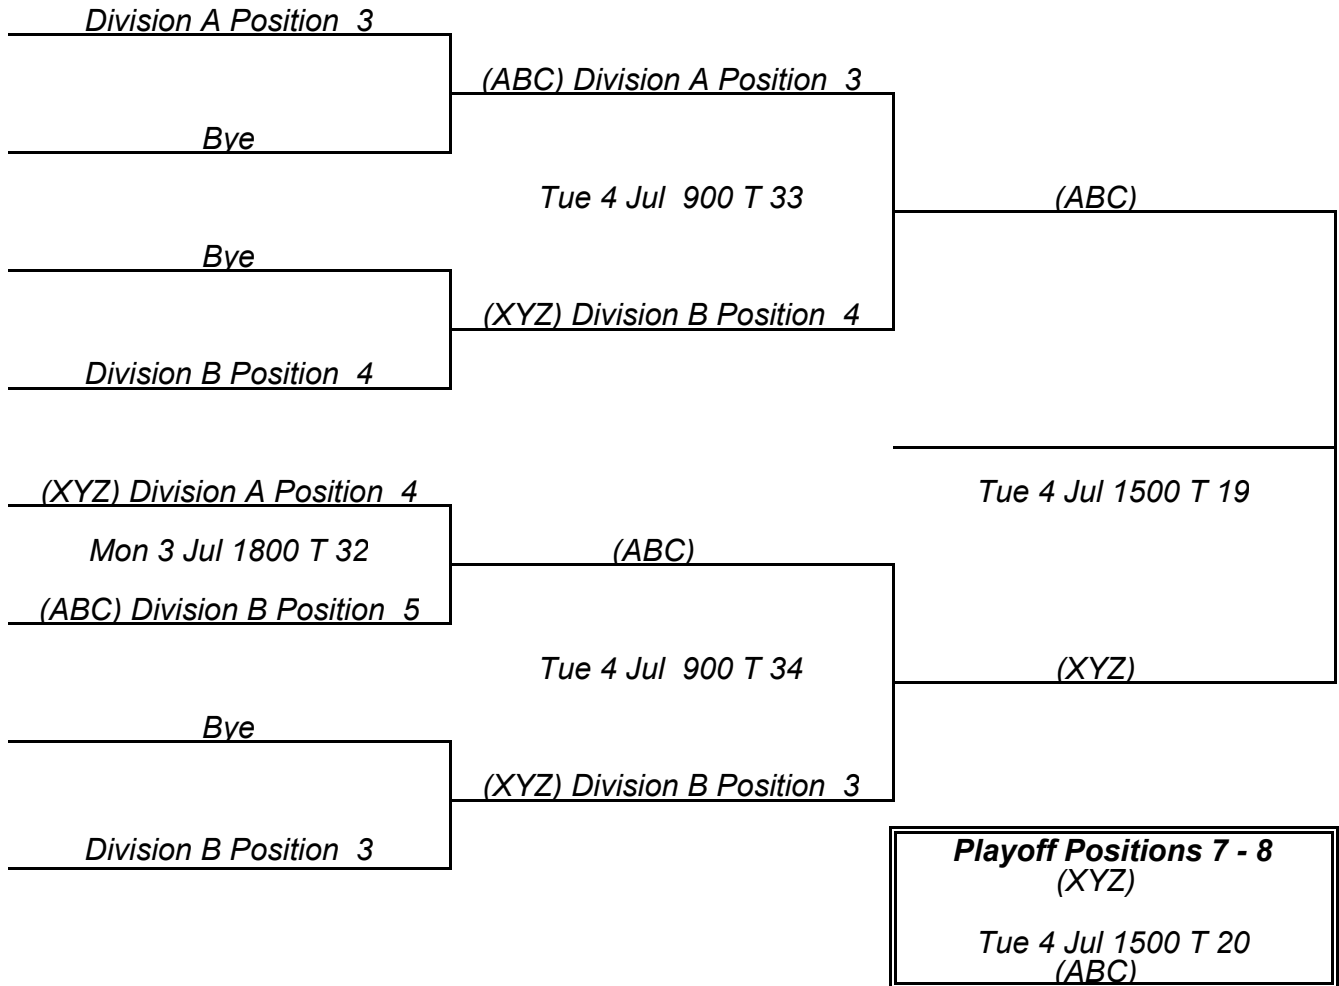 Division A Position 3
(ABC) Division A Position 3
Bye
Tue 4 Jul 900 T 33
(ABC)
Bye
(XYZ) Division B Position 4
Division B Position 4
(XYZ) Division A Position 4
Tue 4 Jul 1500 T 19
Mon 3 Jul 1800 T 32
(ABC)
(ABC) Division B Position 5
Tue 4 Jul 900 T 34
(XYZ)
Bye
(XYZ) Division B Position 3
Division B Position 3
Playoff Positions 7 - 8
(XYZ)
Tue 4 Jul 1500 T 20
(ABC)